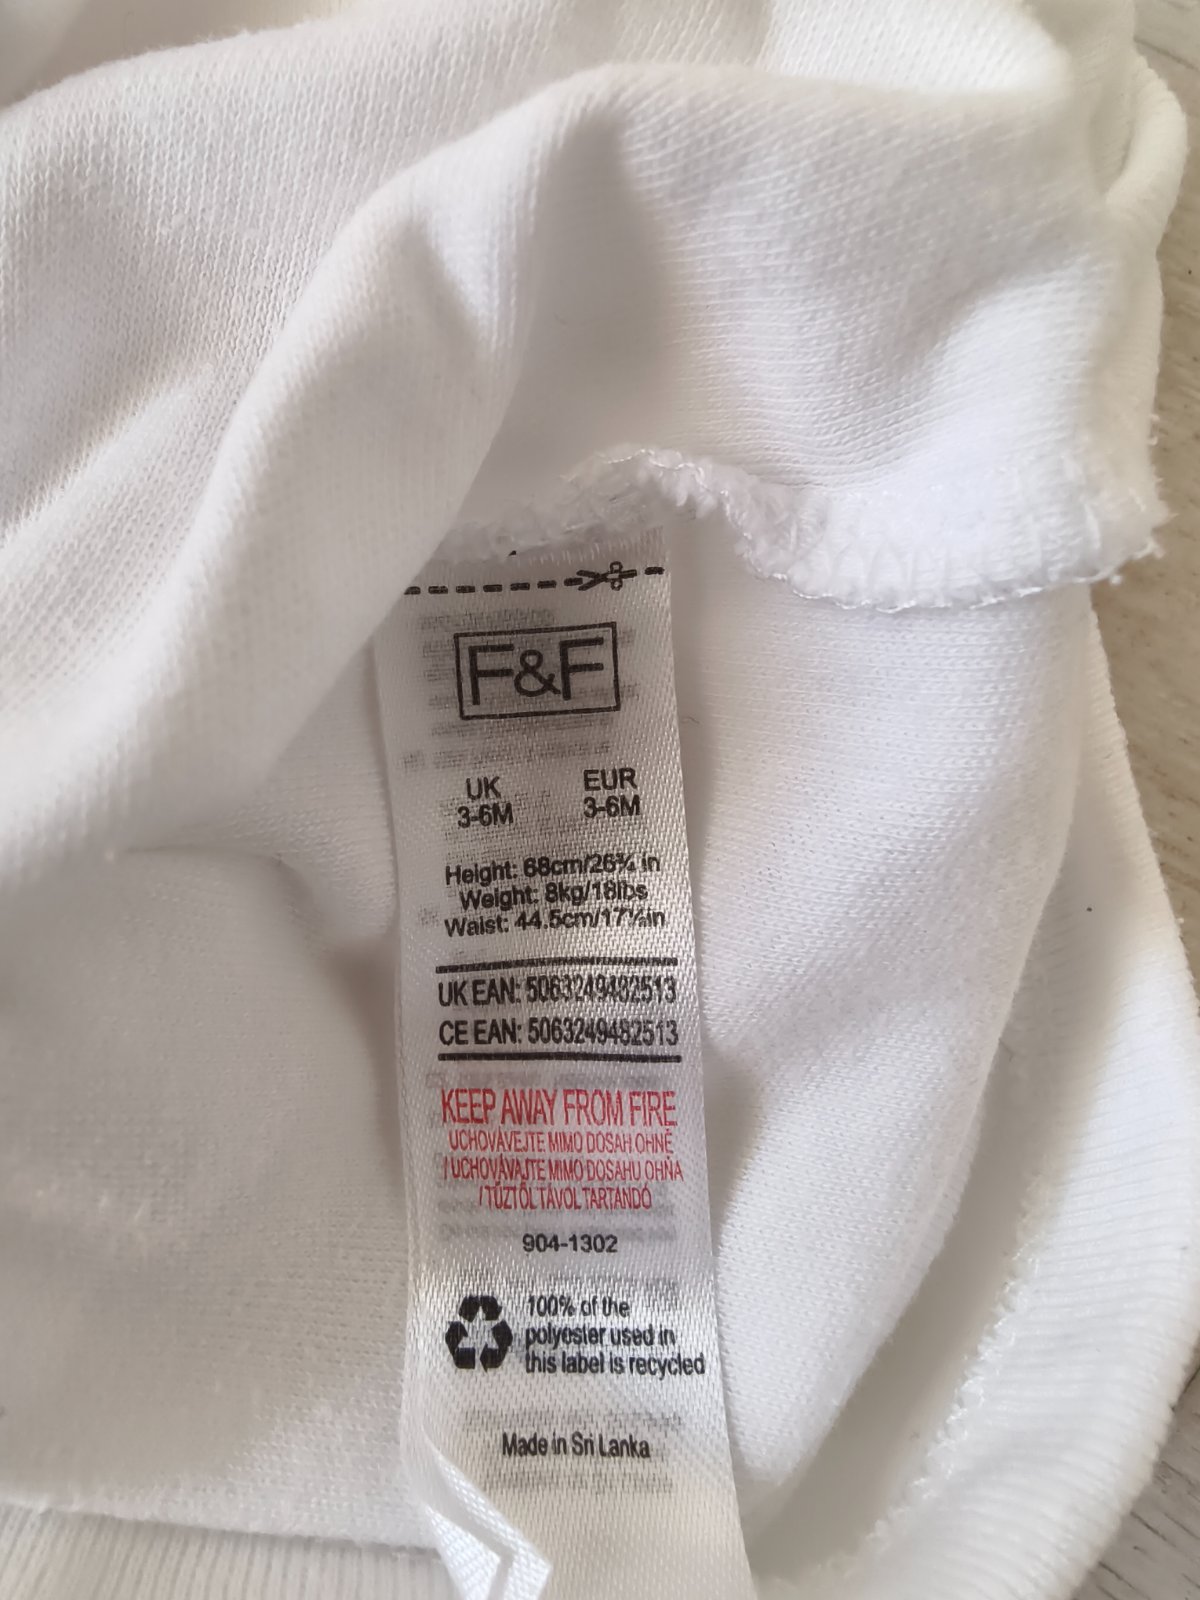 F&F
UK EUR
3-6M 3-6M
Height: 68cm/26¾ in
Weight: 8kg/18lbs
Waist: 44.5cm/17½in
UK EAN: 5063249482513
CE EAN: 5063249482513
KEEP AWAY FROM FIRE
UCHOVÁVEJTE MIMO DOSAH OHNĚ
/ UCHOVÁVAJTE MIMO DOSAHU OHŇA
/ TŰZTŐL TÁVOL TARTANDÓ
904-1302
100% of the
polyester used in
this label is recycled
Made in Sri Lanka